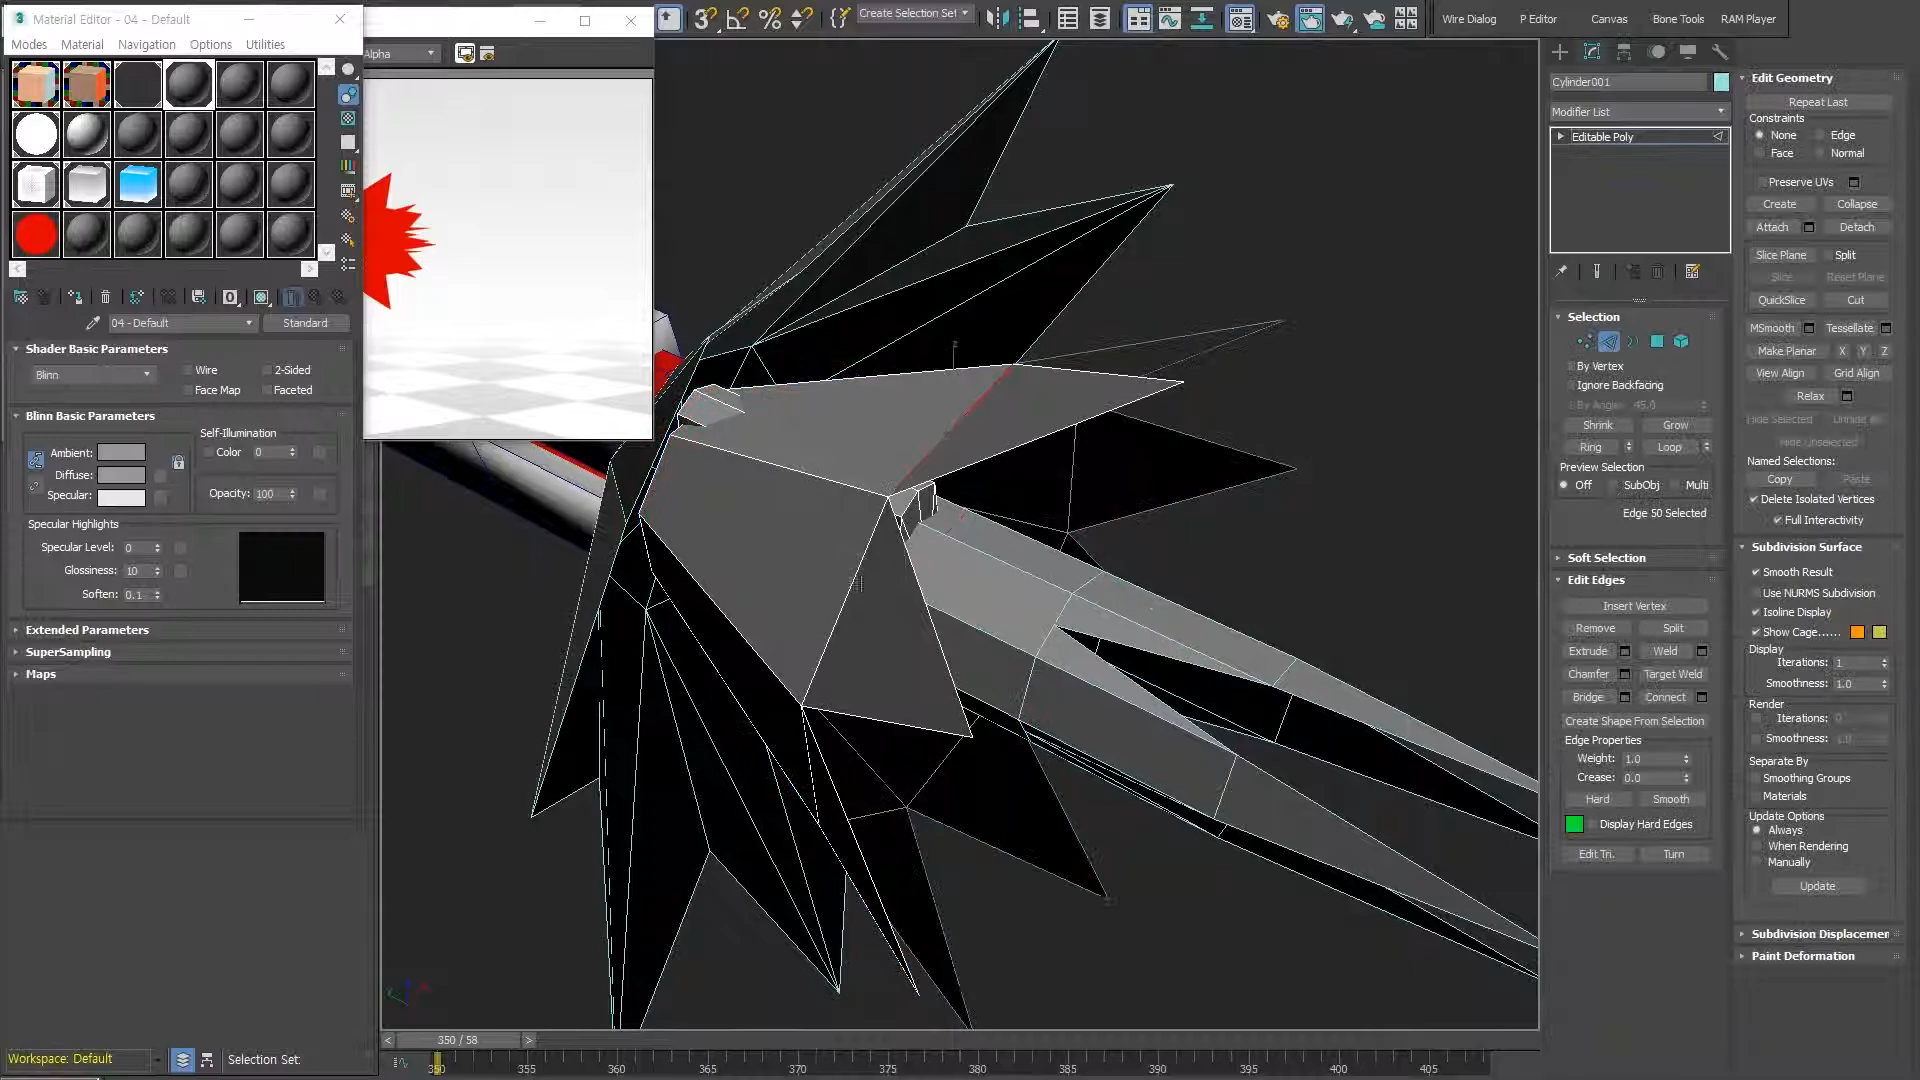 Material Editor - 04 - Default
Modes Material Navigation Options Utilities
04 - Default
Standard
Shader Basic Parameters
Blinn
Wire 2-Sided
Face Map Faceted
Blinn Basic Parameters
Self-Illumination
Ambient:
Color 0
Diffuse:
Specular:
Opacity: 100
Specular Highlights
Specular Level: 0
Glossiness: 10
Soften: 0.1
Extended Parameters
SuperSampling
Maps
Workspace: Default
Selection Set:
Alpha
Create Selection Set
Wire Dialog P Editor Canvas Bone Tools RAM Player
350 / 58
350 355 360 365 370 375 380 385 390 395 400 405
Cylinder001
Modifier List
Editable Poly
Selection
By Vertex
Ignore Backfacing
By Angle: 45.0
Shrink Grow
Ring Loop
Preview Selection
Off SubObj Multi
Edge 50 Selected
Soft Selection
Edit Edges
Insert Vertex
Remove Split
Extrude Weld
Chamfer Target Weld
Bridge Connect
Create Shape From Selection
Edge Properties
Weight: 1.0
Crease: 0.0
Hard Smooth
Display Hard Edges
Edit Tri. Turn
Edit Geometry
Repeat Last
Constraints
None Edge
Face Normal
Preserve UVs
Create Collapse
Attach Detach
Slice Plane Split
Slice Reset Plane
QuickSlice Cut
MSmooth Tessellate
Make Planar X Y Z
View Align Grid Align
Relax
Hide Selected Unhide All
Hide Unselected
Named Selections:
Copy Paste
Delete Isolated Vertices
Full Interactivity
Subdivision Surface
Smooth Result
Use NURMS Subdivision
Isoline Display
Show Cage......
Display
Iterations: 1
Smoothness: 1.0
Render
Iterations: 0
Smoothness: 1.0
Separate By
Smoothing Groups
Materials
Update Options
Always
When Rendering
Manually
Update
Subdivision Displacemen
Paint Deformation